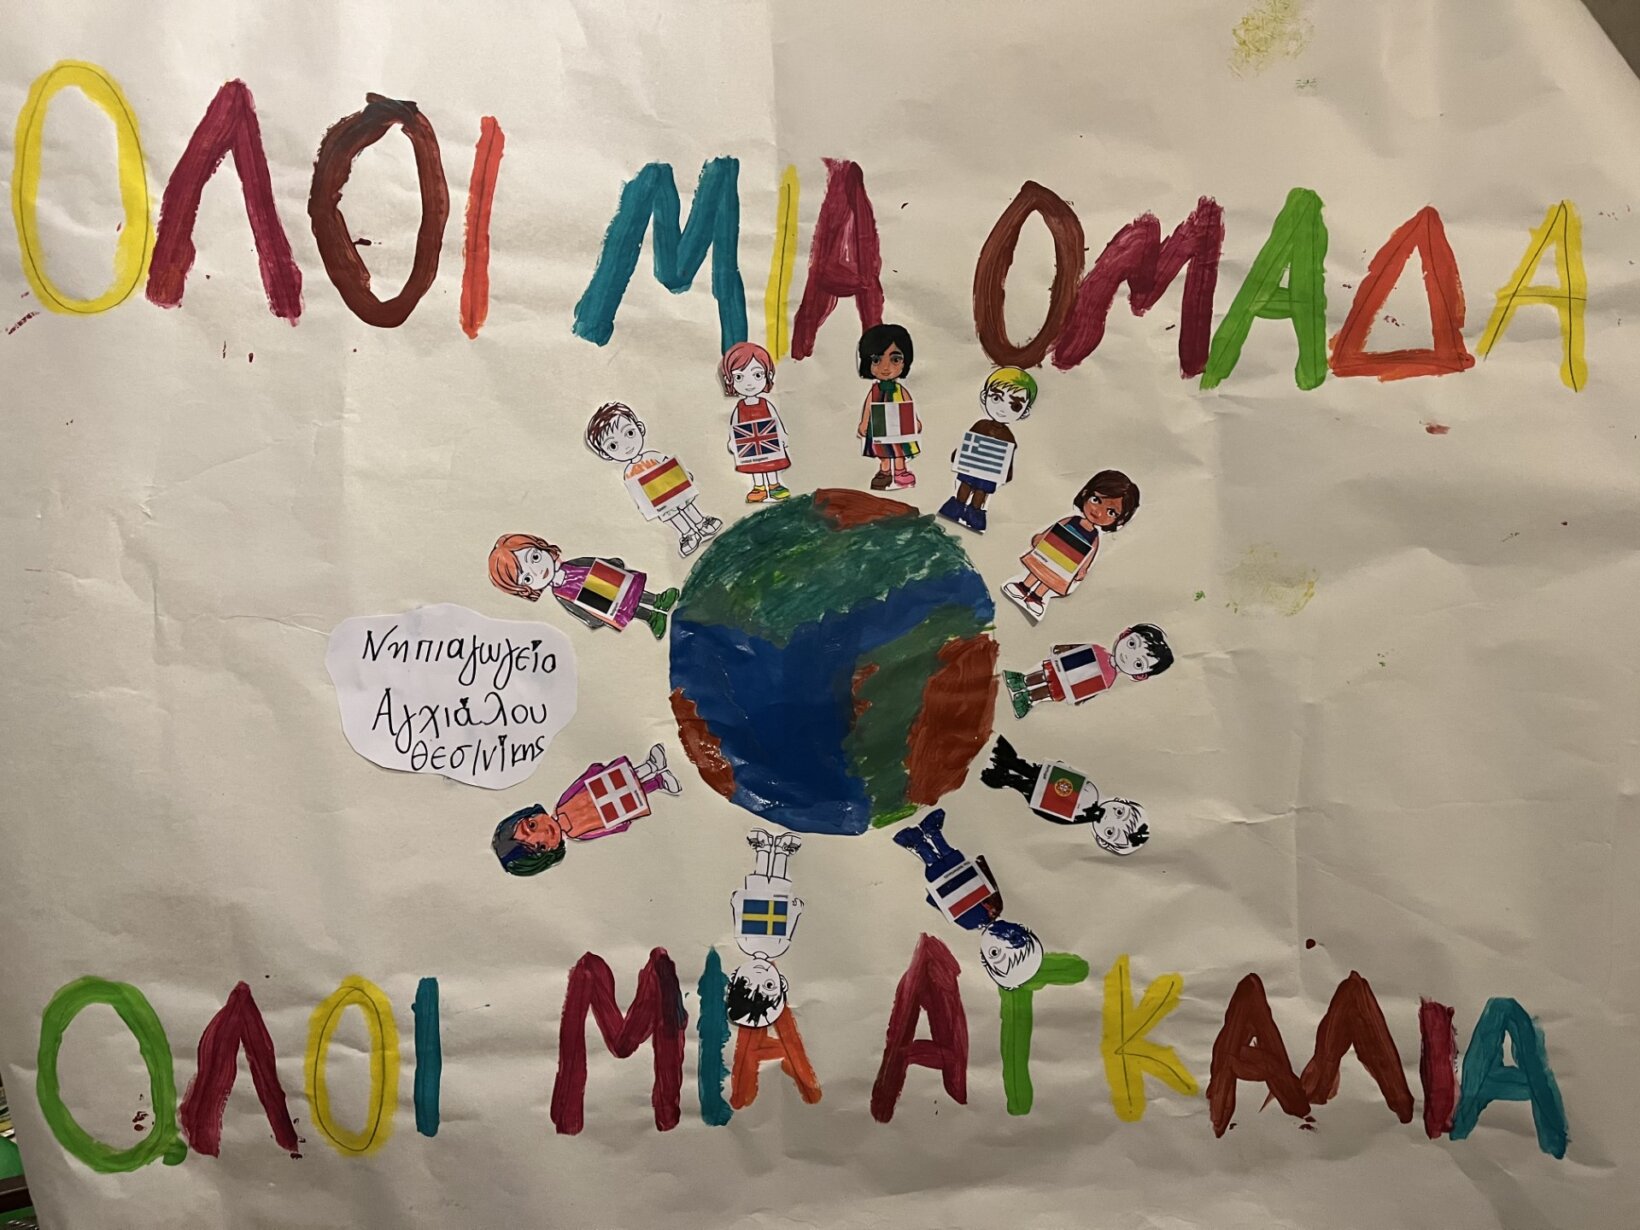 ΟΛΟΙ ΜΙΑ ΟΜΑΔΑ
Νηπιαγωγείο
Αγχιάλου
Θεσ/νίκης
ΟΛΟΙ ΜΙΑ ΑΓΚΑΛΙΑ